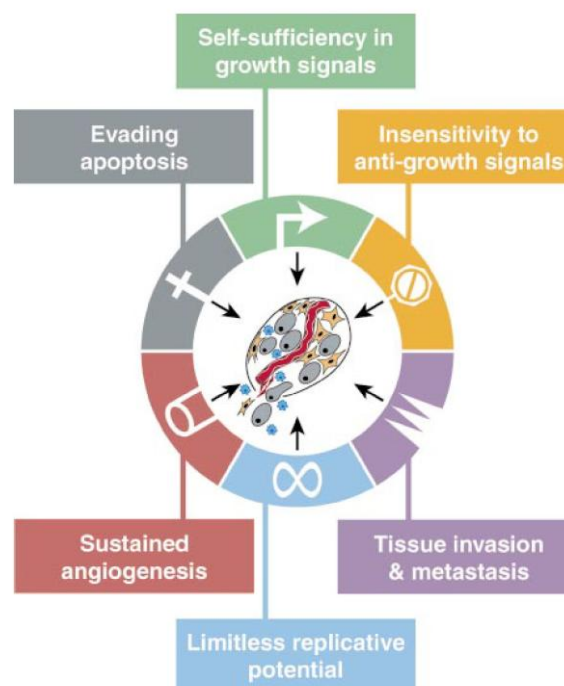 Self-sufficiency in
growth signals
Evading
apoptosis
Insensitivity to
anti-growth signals
Sustained
angiogenesis
Tissue invasion
& metastasis
Limitless replicative
potential